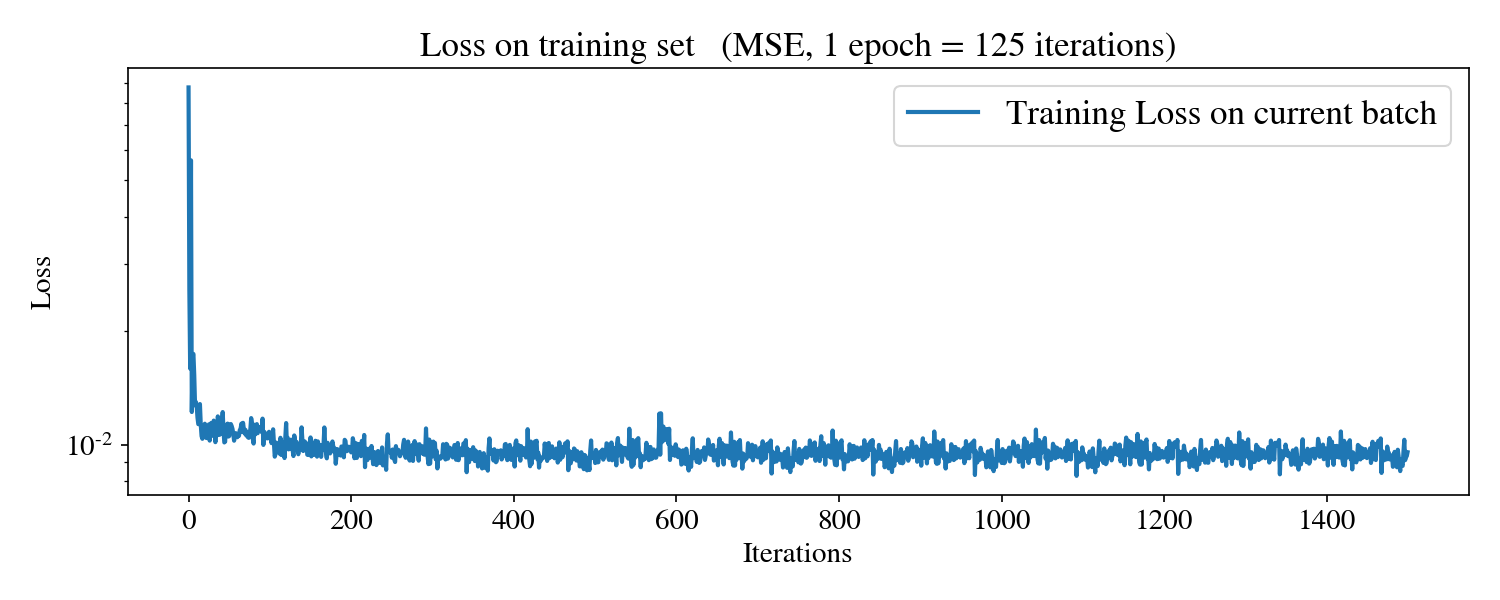 Loss on training set (MSE, 1 epoch = 125 iterations)
Training Loss on current batch
Loss
10-2
0 200 400 600 800 1000 1200 1400
Iterations